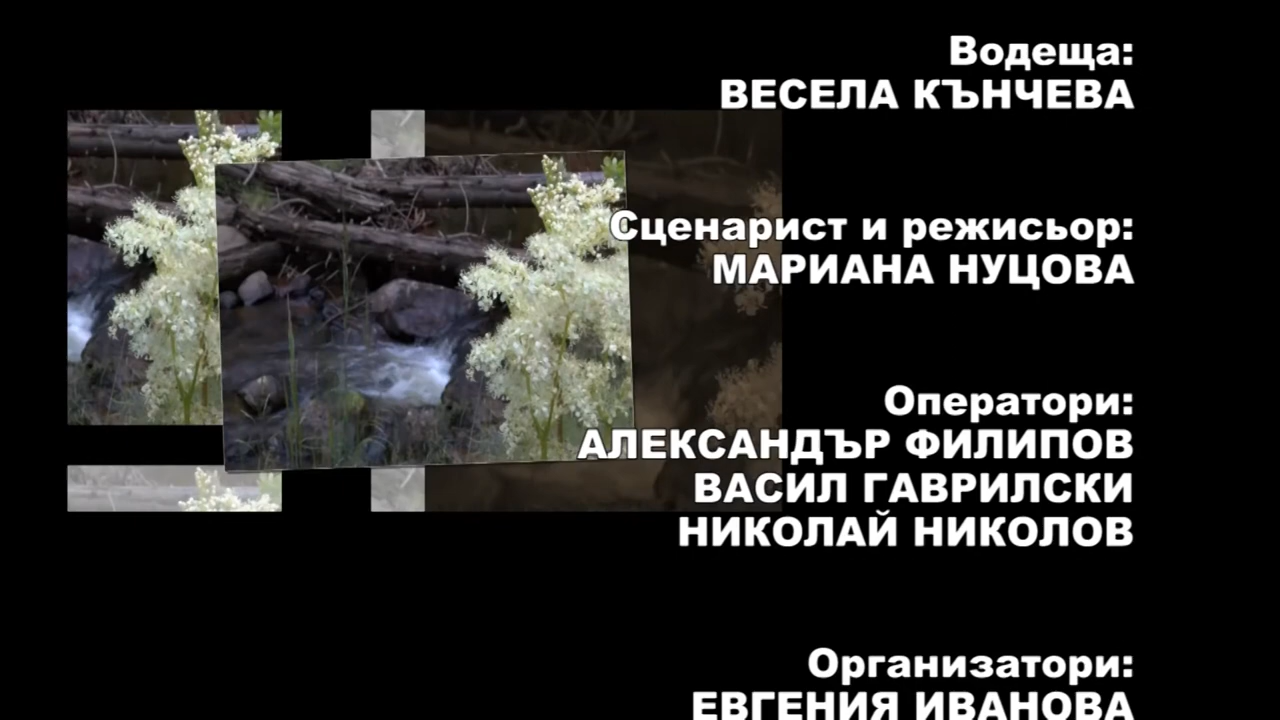 Водеща:
ВЕСЕЛА КЪНЧЕВА
Сценарист и режисьор:
МАРИАНА НУЦОВА
Оператори:
АЛЕКСАНДЪР ФИЛИПОВ
ВАСИЛ ГАВРИЛСКИ
НИКОЛАЙ НИКОЛОВ
Организатори:
ЕВГЕНИЯ ИВАНОВА